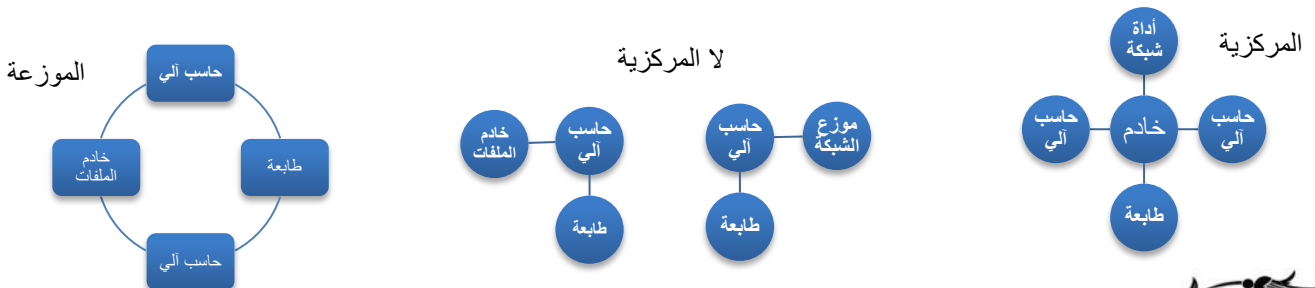 المركزية
أداة
شبكة
حاسب
آلي
خادم
حاسب
آلي
طابعة
لا المركزية
موزع
الشبكة
حاسب
آلي
طابعة
حاسب
آلي
خادم
الملفات
طابعة
الموزعة
حاسب آلي
طابعة
خادم
الملفات
حاسب آلي